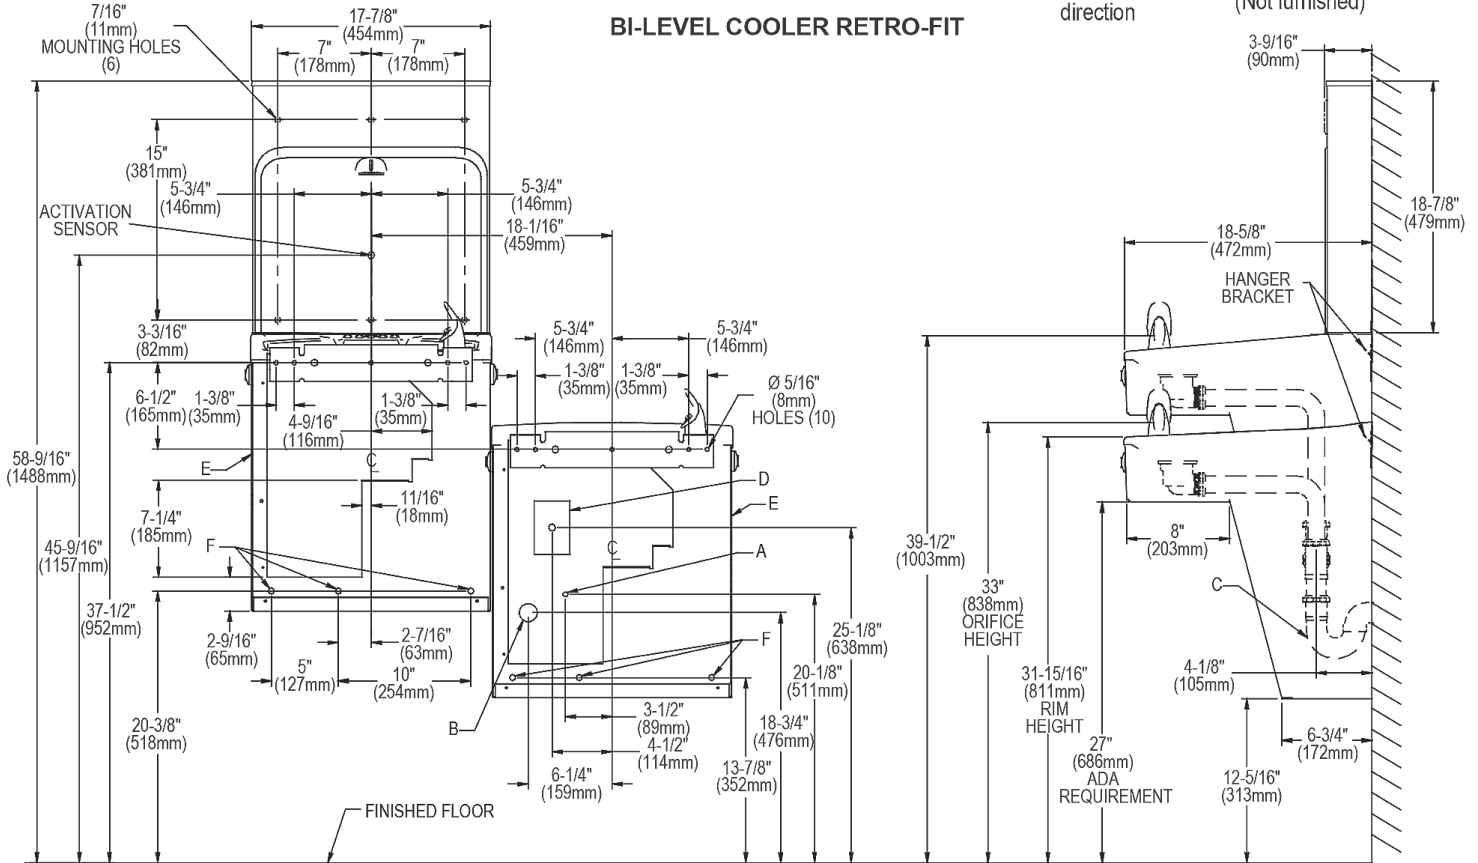 direction
(Not furnished)
BI-LEVEL COOLER RETRO-FIT
7/16"
(11mm)
MOUNTING HOLES
(6)
17-7/8"
(454mm)
7"
(178mm)
7"
(178mm)
15"
(381mm)
5-3/4"
(146mm)
5-3/4"
(146mm)
ACTIVATION
SENSOR
18-1/16"
(459mm)
3-3/16"
(82mm)
6-1/2"
(165mm)
1-3/8"
(35mm)
4-9/16"
(116mm)
1-3/8"
(35mm)
5-3/4"
(146mm)
5-3/4"
(146mm)
1-3/8"
(35mm)
1-3/8"
(35mm)
Ø 5/16"
(8mm)
HOLES (10)
58-9/16"
(1488mm)
E
C
11/16"
(18mm)
7-1/4"
(185mm)
F
45-9/16"
(1157mm)
37-1/2"
(952mm)
2-9/16"
(65mm)
2-7/16"
(63mm)
5"
(127mm)
10"
(254mm)
20-3/8"
(518mm)
D
E
C
A
F
B
3-1/2"
(89mm)
4-1/2"
(114mm)
6-1/4"
(159mm)
25-1/8"
(638mm)
20-1/8"
(511mm)
18-3/4"
(476mm)
13-7/8"
(352mm)
FINISHED FLOOR
3-9/16"
(90mm)
18-7/8"
(479mm)
18-5/8"
(472mm)
HANGER
BRACKET
8"
(203mm)
39-1/2"
(1003mm)
33"
(838mm)
ORIFICE
HEIGHT
C
31-15/16"
(811mm)
RIM
HEIGHT
4-1/8"
(105mm)
27"
(686mm)
ADA
REQUIREMENT
6-3/4"
(172mm)
12-5/16"
(313mm)